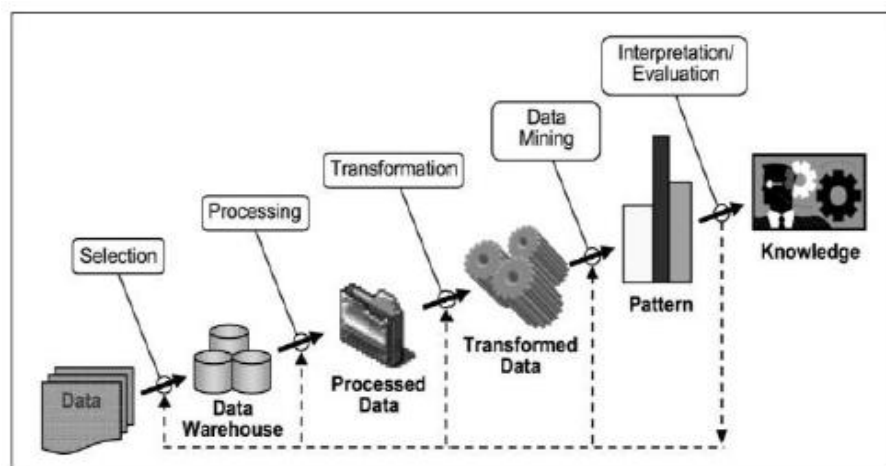 Interpretation/
Evaluation
Data
Mining
Transformation
Processing
Selection
Data
Data
Warehouse
Processed
Data
Transformed
Data
Pattern
Knowledge